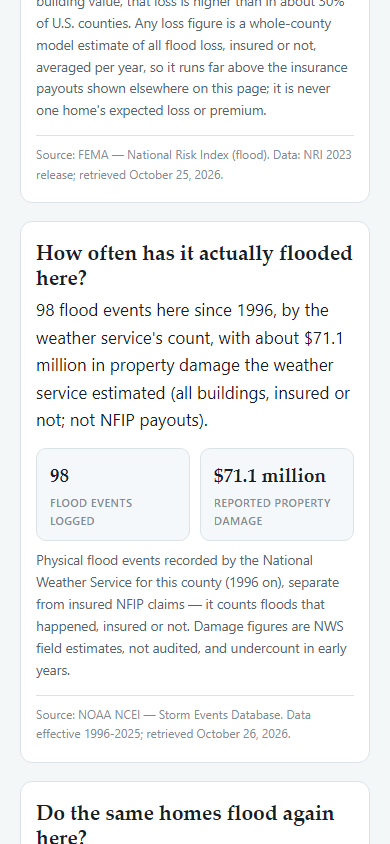 building value, that loss is higher than in about 50%
of U.S. counties. Any loss figure is a whole-county
model estimate of all flood loss, insured or not,
averaged per year, so it runs far above the insurance
payouts shown elsewhere on this page; it is never
one home's expected loss or premium.
Source: FEMA — National Risk Index (flood). Data: NRI 2023
release; retrieved October 25, 2026.
How often has it actually flooded
here?
98 flood events here since 1996, by the
weather service's count, with about $71.1
million in property damage the weather
service estimated (all buildings, insured or
not; not NFIP payouts).
98
FLOOD EVENTS
LOGGED
$71.1 million
REPORTED PROPERTY
DAMAGE
Physical flood events recorded by the National
Weather Service for this county (1996 on), separate
from insured NFIP claims — it counts floods that
happened, insured or not. Damage figures are NWS
field estimates, not audited, and undercount in early
years.
Source: NOAA NCEI — Storm Events Database. Data
effective 1996-2025; retrieved October 26, 2026.
Do the same homes flood again
here?